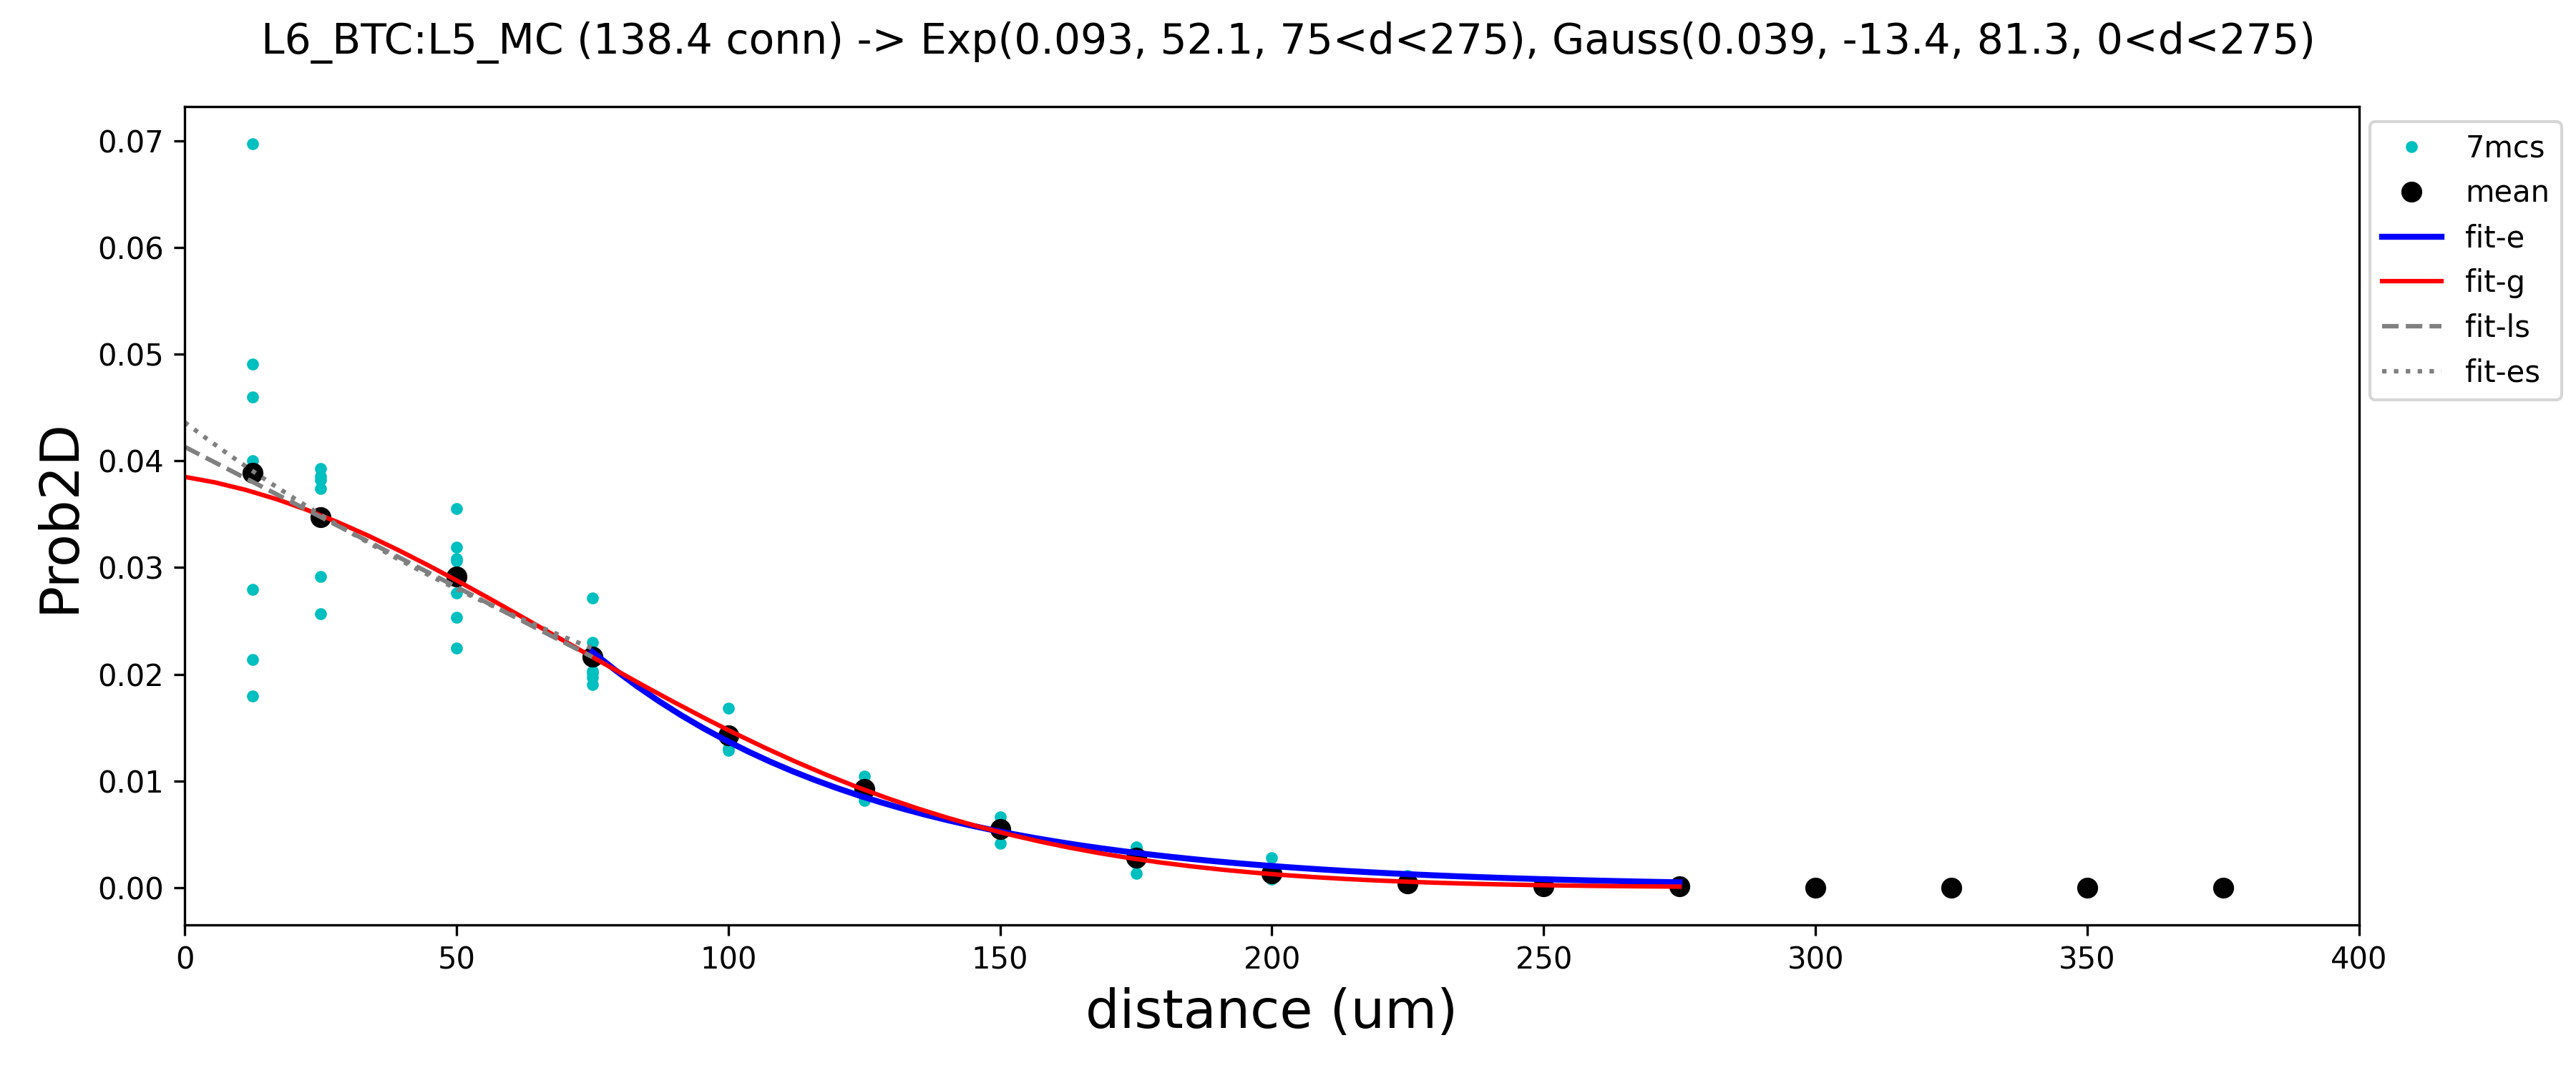 L6_BTC:L5_MC (138.4 conn) -> Exp(0.093, 52.1, 75<d<275), Gauss(0.039, -13.4, 81.3, 0<d<275)
0.07
0.06
0.05
0.04
0.03
0.02
0.01
0.00
Prob2D
0 50 100 150 200 250 300 350 400
distance (um)
7mcs
mean
fit-e
fit-g
fit-ls
fit-es